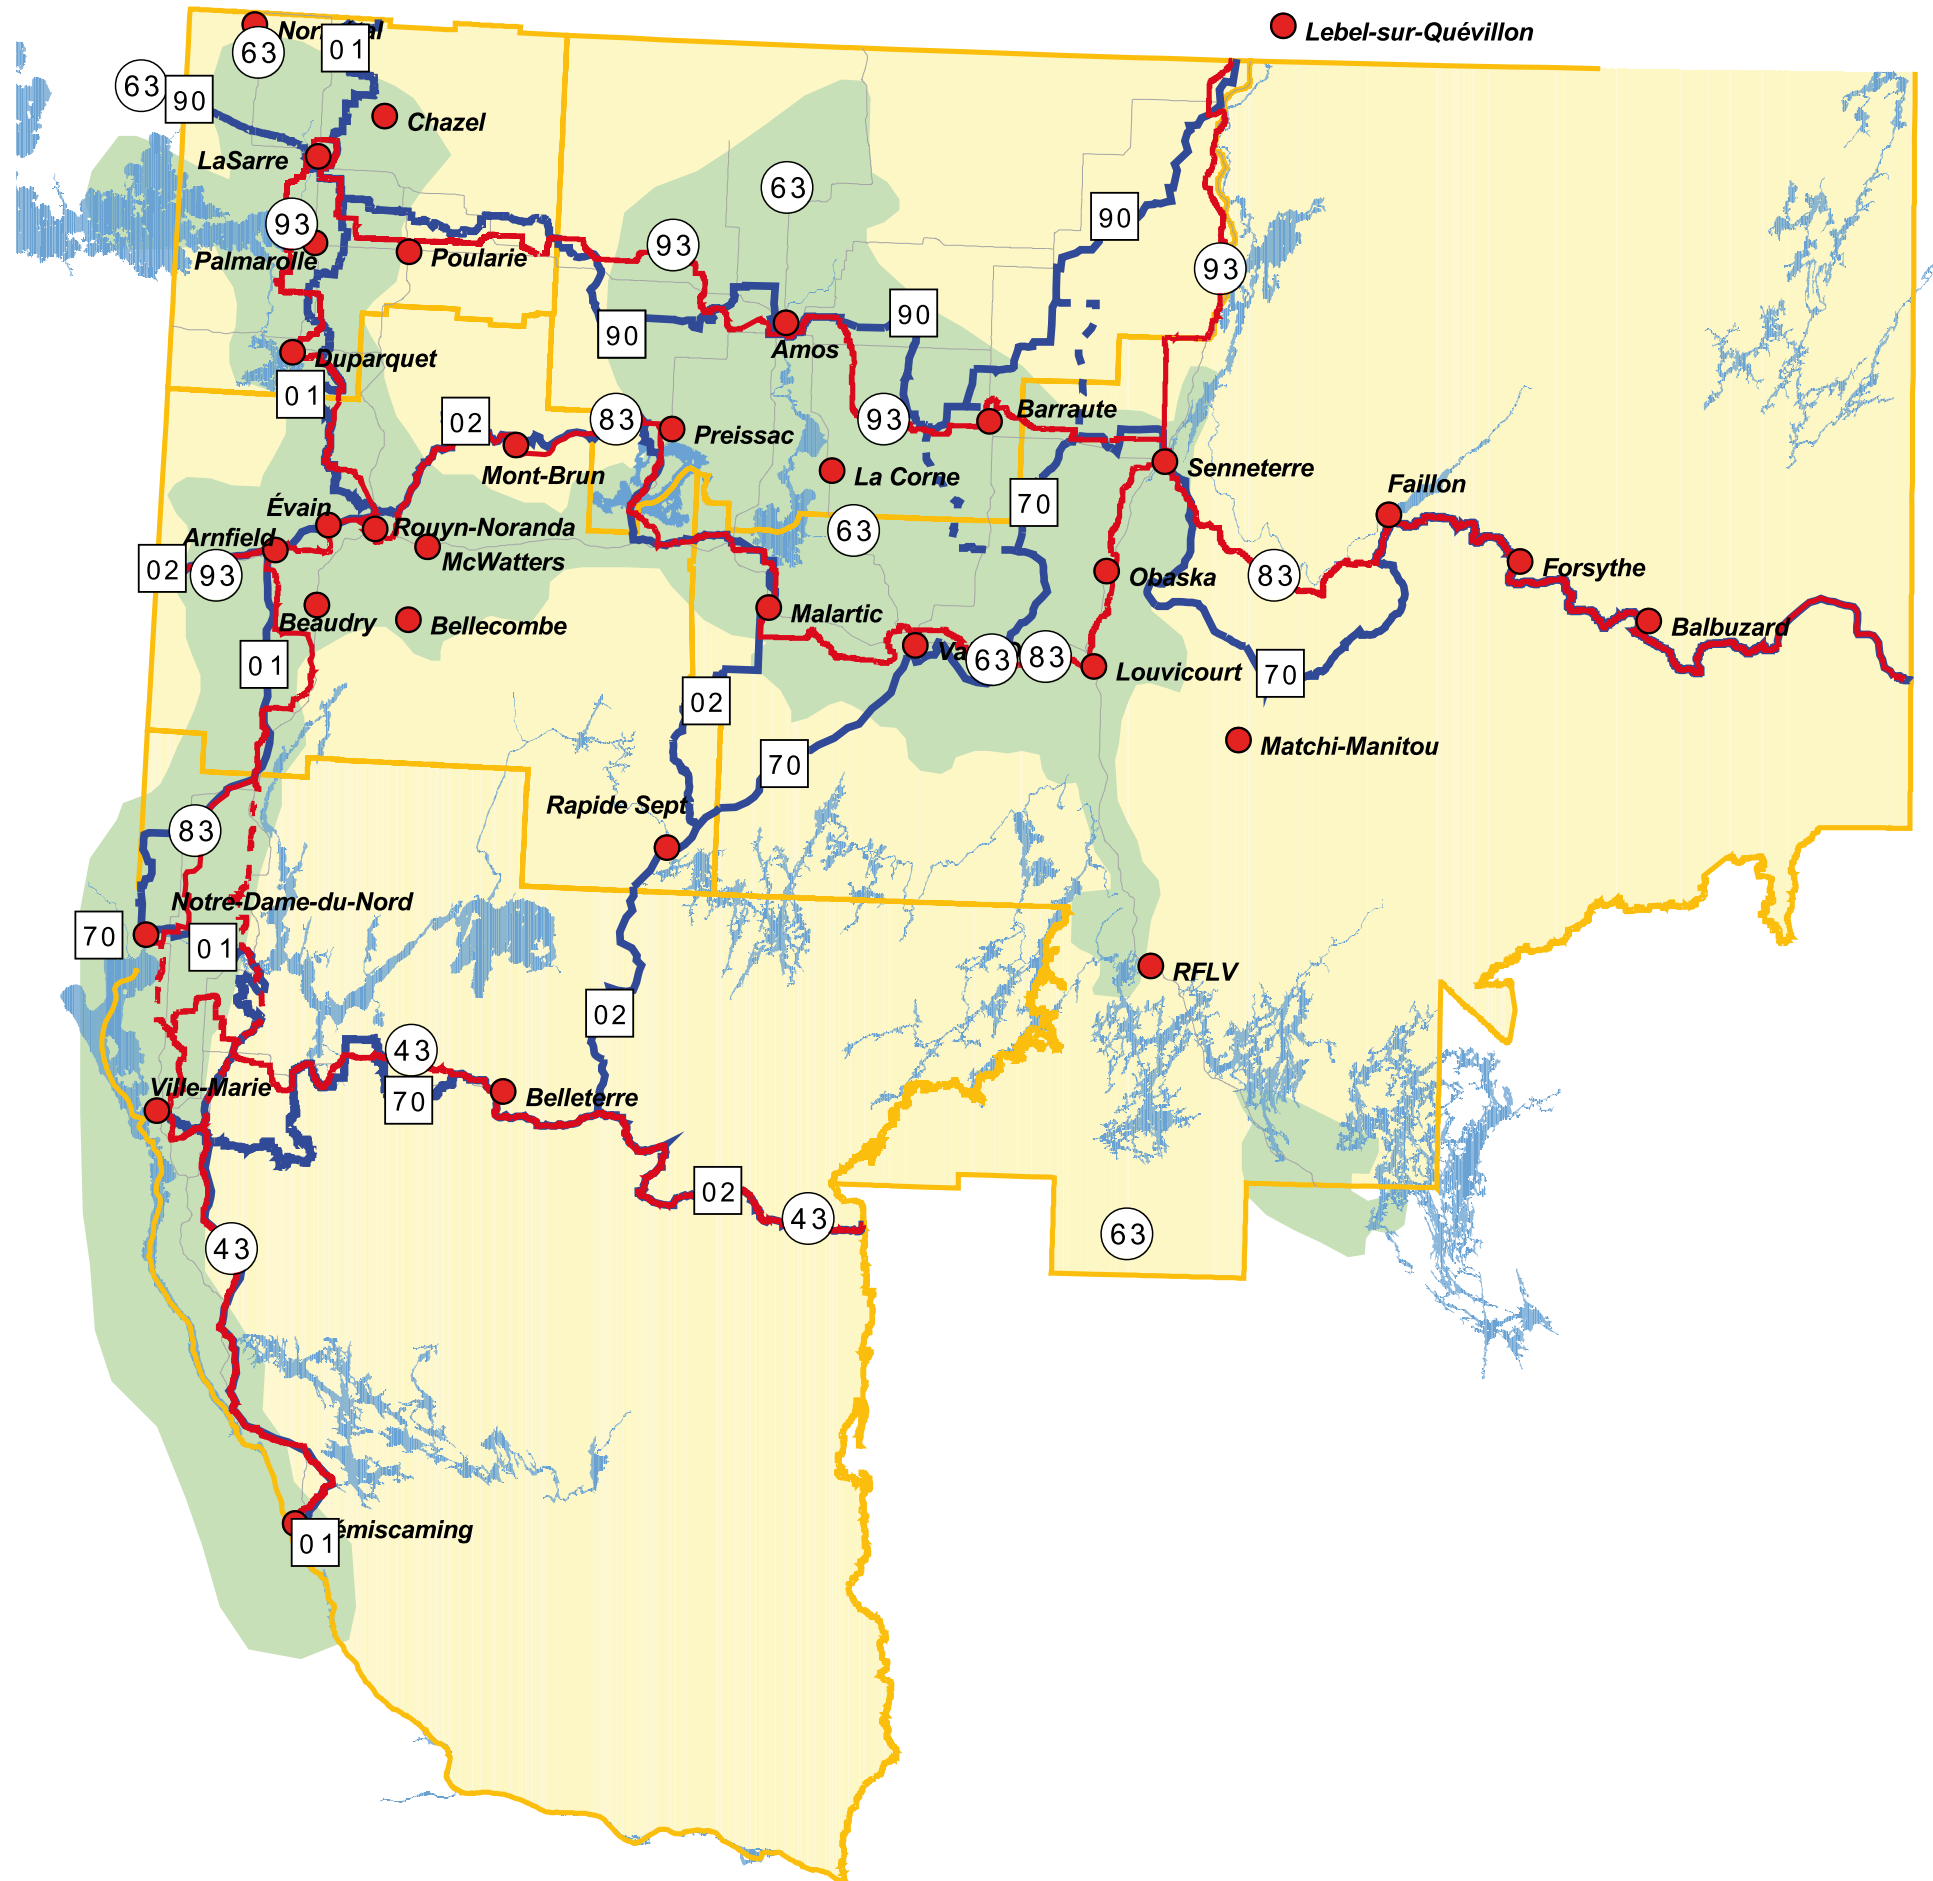 Lebel-sur-Quévillon
01
63
63
90
Chazel
LaSarre
63
93
90
93
Palmarolle
Poularie
93
90
90
Amos
Duparquet
01
02
83
93
Barraute
Preissac
Mont-Brun
La Corne
Senneterre
Faillon
70
Évain
Rouyn-Noranda
63
Arnfield
McWatters
02
93
Obaska
83
Forsythe
Beaudry
Bellecombe
Malartic
Balbuzard
01
63
83
Louvicourt
70
02
Matchi-Manitou
70
Rapide Sept
83
Notre-Dame-du-Nord
70
01
RFLV
02
43
Ville-Marie
70
Belleterre
02
43
63
43
01
émiscaming